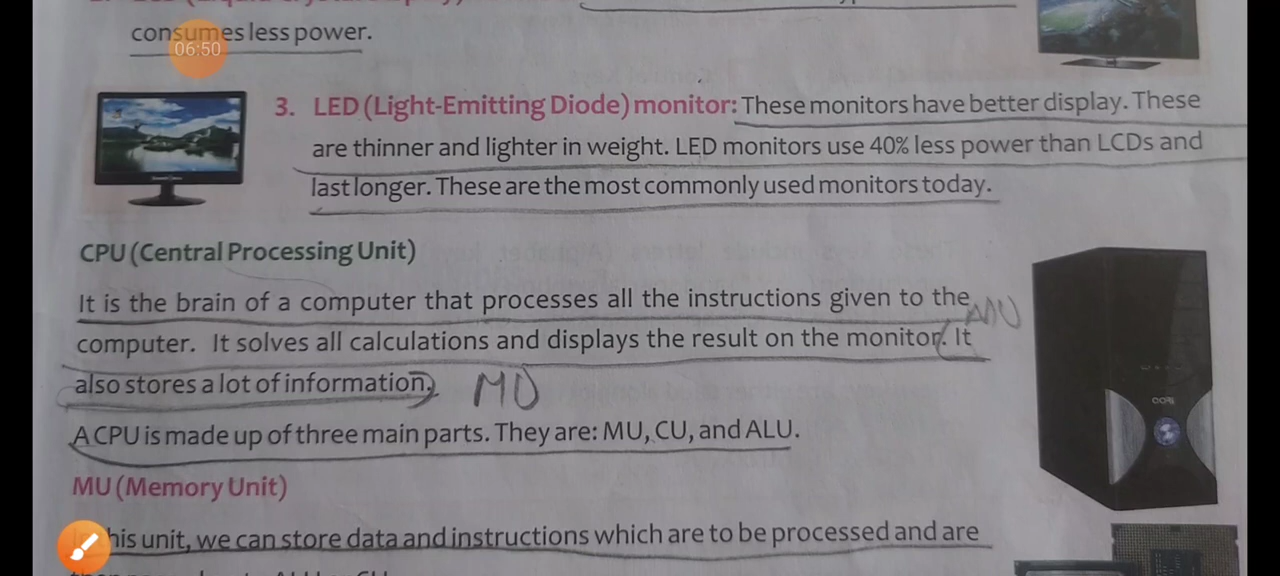 consumes less power.
06:50
3. LED (Light-Emitting Diode) monitor: These monitors have better display. These
are thinner and lighter in weight. LED monitors use 40% less power than LCDs and
last longer. These are the most commonly used monitors today.
CPU (Central Processing Unit)
It is the brain of a computer that processes all the instructions given to the
MU
computer. It solves all calculations and displays the result on the monitor. It
also stores a lot of information. MU
A CPU is made up of three main parts. They are: MU, CU, and ALU.
MU (Memory Unit)
his unit, we can store data and instructions which are to be processed and are